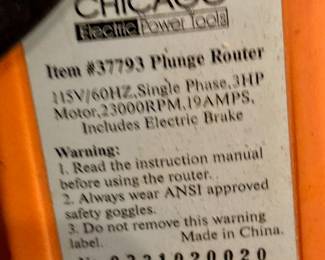 CHICAGO
Electric Power Tools
Item #37793 Plunge Router
115V/60HZ,Single Phase,3HP
Motor,23000RPM,19AMPS,
Includes Electric Brake
Warning:
1. Read the instruction manual
before using the router.
2. Always wear ANSI approved
safety goggles.
3. Do not remove this warning
label.
Made in China.